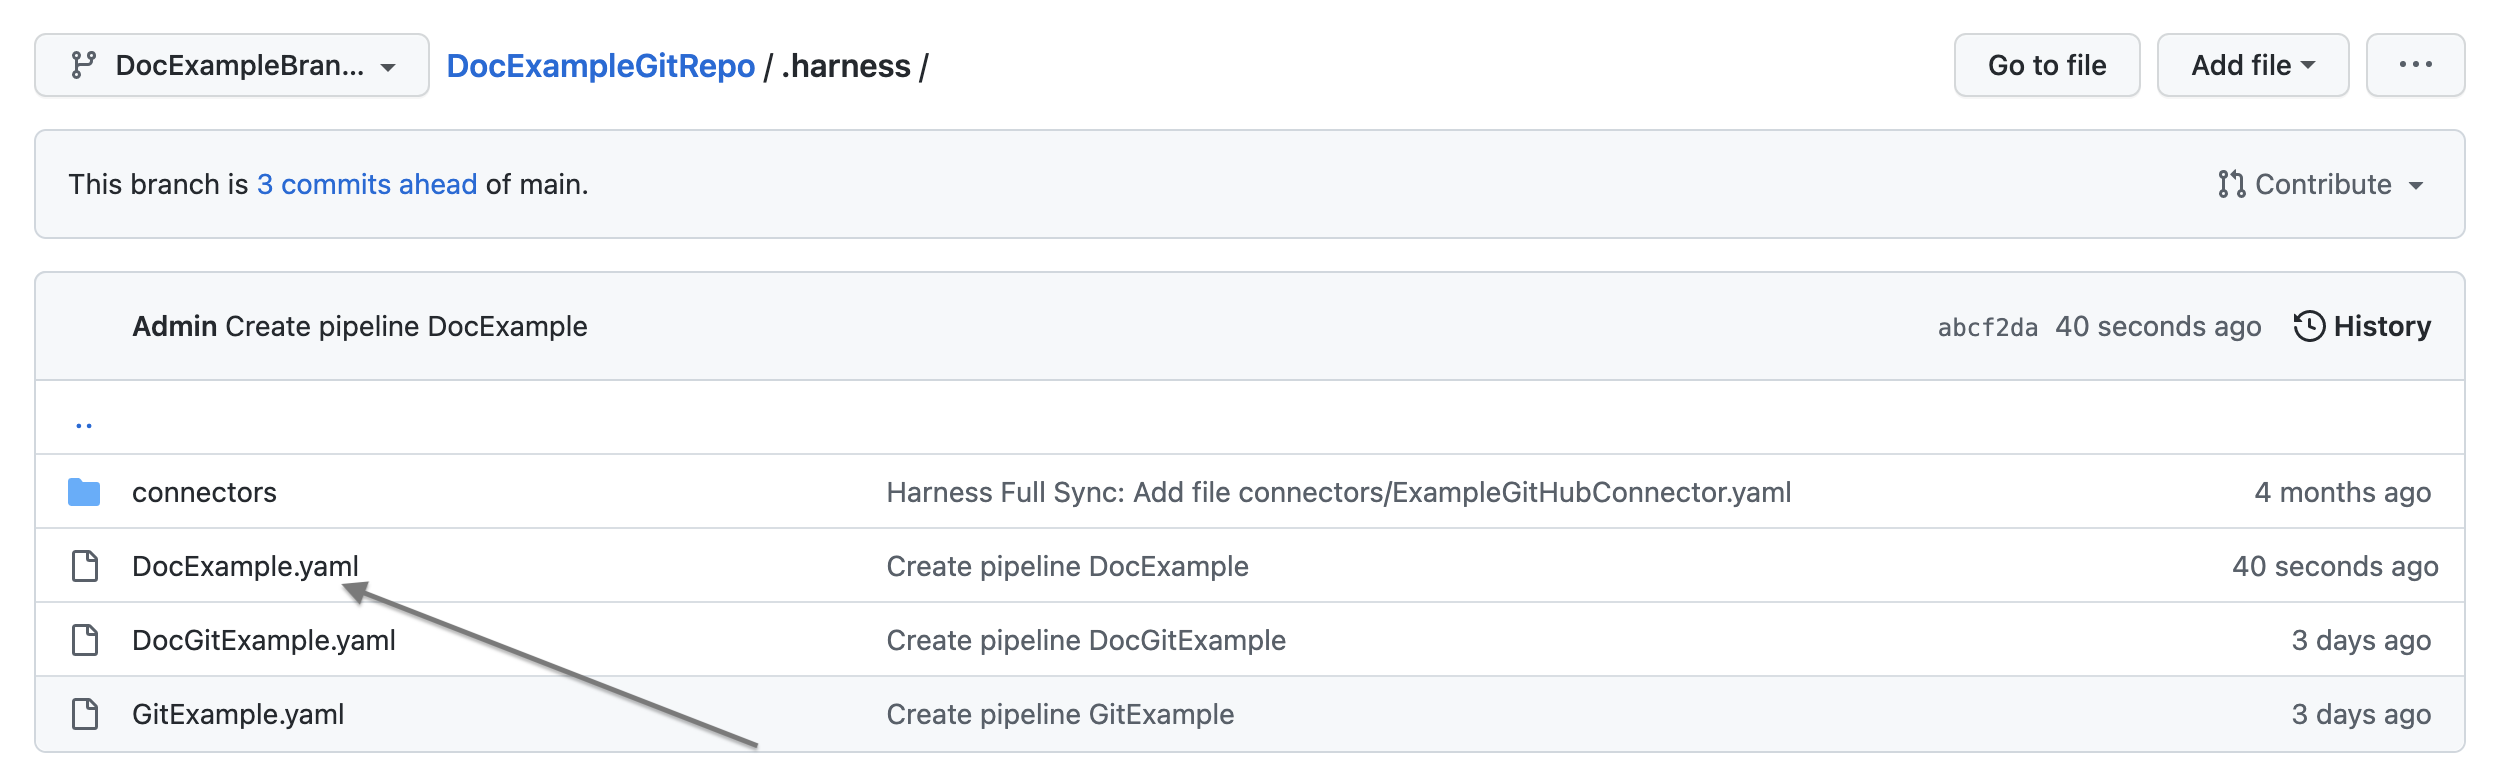 DocExampleBran... DocExampleGitRepo / .harness / Go to file Add file ...
This branch is 3 commits ahead of main. Contribute
Admin Create pipeline DocExample abcf2da 40 seconds ago History
..
connectors Harness Full Sync: Add file connectors/ExampleGitHubConnector.yaml 4 months ago
DocExample.yaml Create pipeline DocExample 40 seconds ago
DocGitExample.yaml Create pipeline DocGitExample 3 days ago
GitExample.yaml Create pipeline GitExample 3 days ago